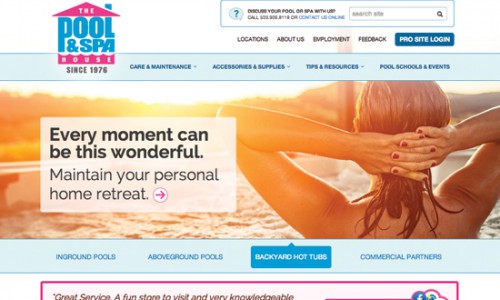 THE
POOL
& SPA
HOUSE
SINCE 1976
DISCUSS YOUR POOL OR SPA WITH US?
CALL 503.935.8118 OR CONTACT US ONLINE
search site
LOCATIONS ABOUT US EMPLOYMENT FEEDBACK PRO SITE LOGIN
CARE & MAINTENANCE ACCESSORIES & SUPPLIES TIPS & RESOURCES POOL SCHOOLS & EVENTS
Every moment can
be this wonderful.
Maintain your personal
home retreat.
INGROUND POOLS ABOVEGROUND POOLS BACKYARD HOT TUBS COMMERCIAL PARTNERS
"Great Service. A fun store to visit and very knowledgeable